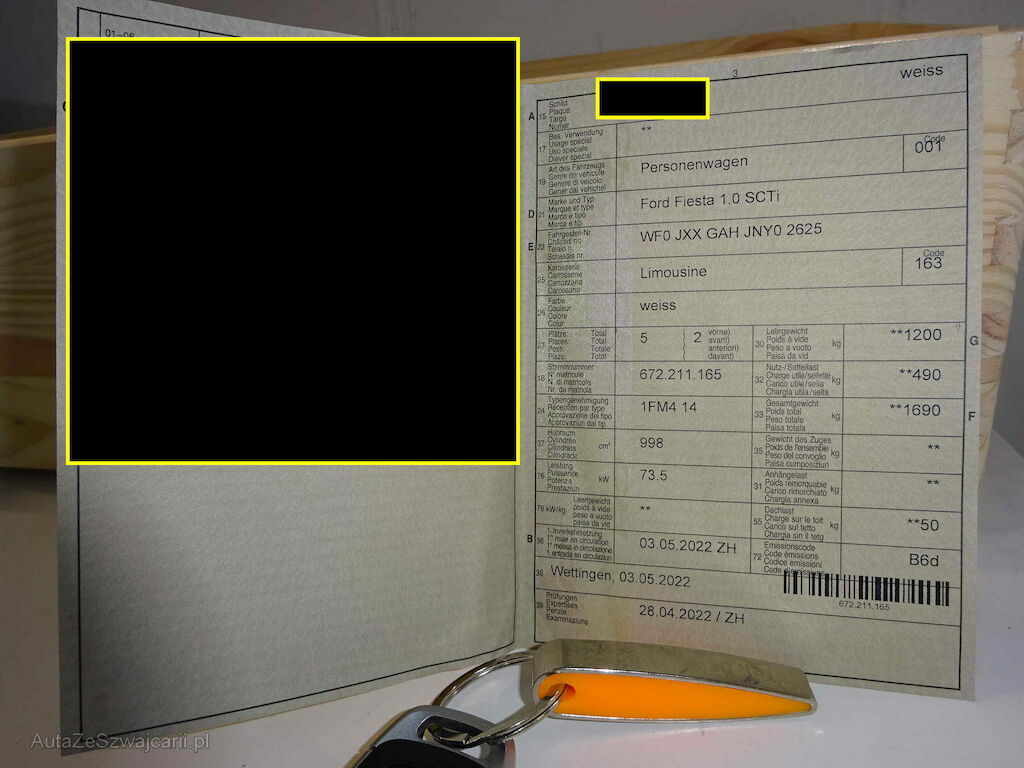 01-06
3.
weiss
A 15 Schild
Plaque
Targa
Numer
17 Bes. Verwendung
Usage spécial
Uso speciale
Diever spezial
**
19 Art des Fahrzeugs
Genre de véhicule
Genere di veicolo
Gener dal vehichel
Personenwagen
Code
001
D 21 Marke und Typ
Marque et type
Marca e tipo
Marca e tip
Ford Fiesta 1.0 SCTi
E 23 Fahrgestell-Nr.
Châssis no
Telaio n.
Schassis nr.
WF0 JXX GAH JNY0 2625
25 Karosserie
Carrosserie
Carrozzeria
Carossaria
Limousine
Code
163
26 Farbe
Couleur
Colore
Colur
weiss
27 Plätze: Total
Places: Total
Posti: Totale
Plazs: Total
5 2 vorne)
avant)
anteriori)
davant)
30 Leergewicht
Poids à vide
Peso a vuoto
Paisa da vid
kg
**1200
G
18 Stammnummer
N° matricule
N. di matricola
Nr. da matricla
672.211.165
32 Nutz-/Sattellast
Charge utile/sellette
Carico utile/sella
Chargia utila/sella
kg
**490
24 Typengenehmigung
Réception par type
Approvazione del tipo
Approvaziun dal tip
1FM4 14
33 Gesamtgewicht
Poids total
Peso totale
Paisa totala
kg
**1690
F
37 Hubraum
Cylindrée
Cilindrata
Cilindrada
cm³
998
35 Gewicht des Zuges
Poids de l'ensemble
Peso del convoglio
Paisa cumposiziun
kg
**
76 Leistung
Puissance
Potenza
Prestaziun
kW
73.5
31 Anhängelast
Poids remorquable
Carico rimorchiato
Chargia annexa
kg
**
78 kW/kg Leergewicht
poids à vide
peso a vuoto
paisa da vid
**
55 Dachlast
Charge sur le toit
Carico sul tetto
Chargia sin il tetg
kg
**50
B 36 1. Inverkehrsetzung
1re mise en circulation
1a messa in circolazione
1. entrada en circulaziun
03.05.2022 ZH
72 Emissionscode
Code émissions
Codice emissioni
Code d'emissiuns
B6d
38 Wettingen, 03.05.2022
672.211.165
39 Prüfungen
Expertises
Perizie
Examinaziuns
28.04.2022 / ZH
AutaZeSzwajcarii.pl